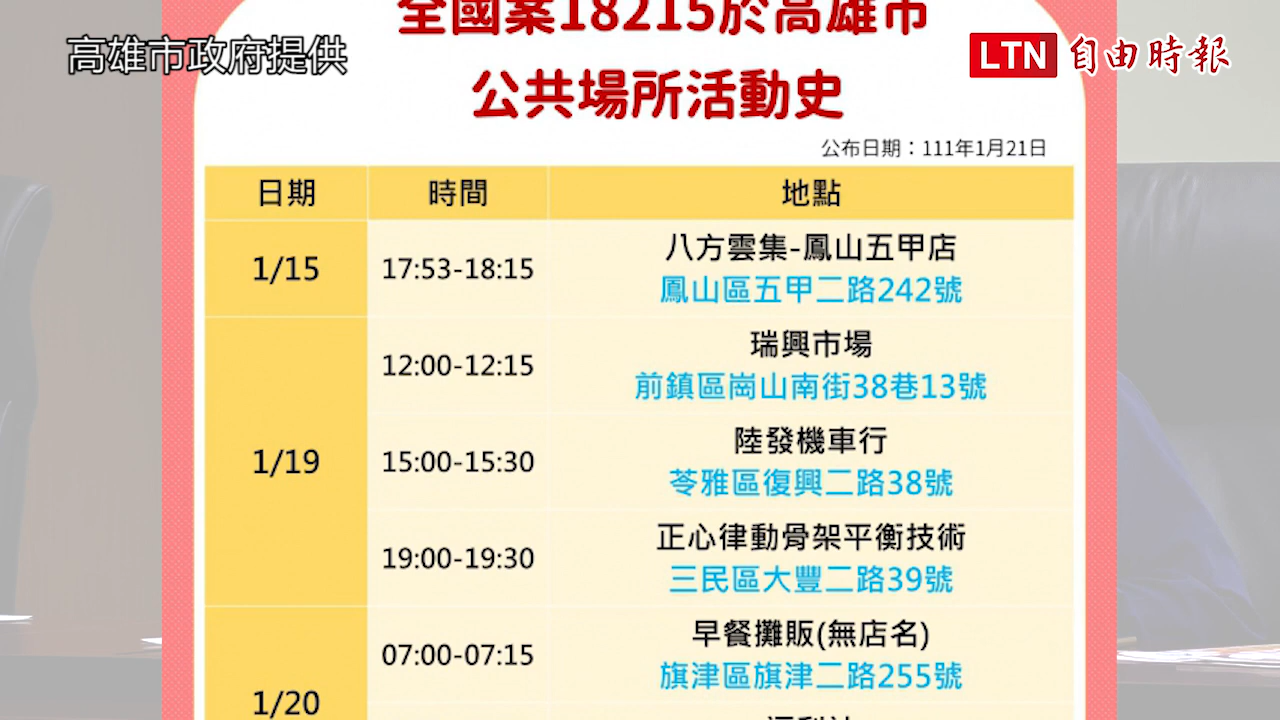 全國案18215於高雄市
高雄市政府提供
LTN 自由時報
公共場所活動史
公布日期：111年1月21日
日期 時間 地點
1/15 17:53-18:15 八方雲集-鳳山五甲店
鳳山區五甲二路242號
1/19
12:00-12:15 瑞興市場
前鎮區崗山南街38巷13號
15:00-15:30 陸發機車行
苓雅區復興二路38號
19:00-19:30 正心律動骨架平衡技術
三民區大豐二路39號
1/20
07:00-07:15 早餐攤販(無店名)
旗津區旗津二路255號